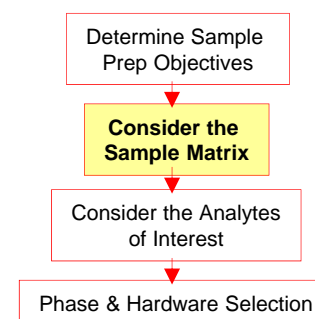 Determine Sample
Prep Objectives
Consider the
Sample Matrix
Consider the Analytes
of Interest
Phase & Hardware Selection